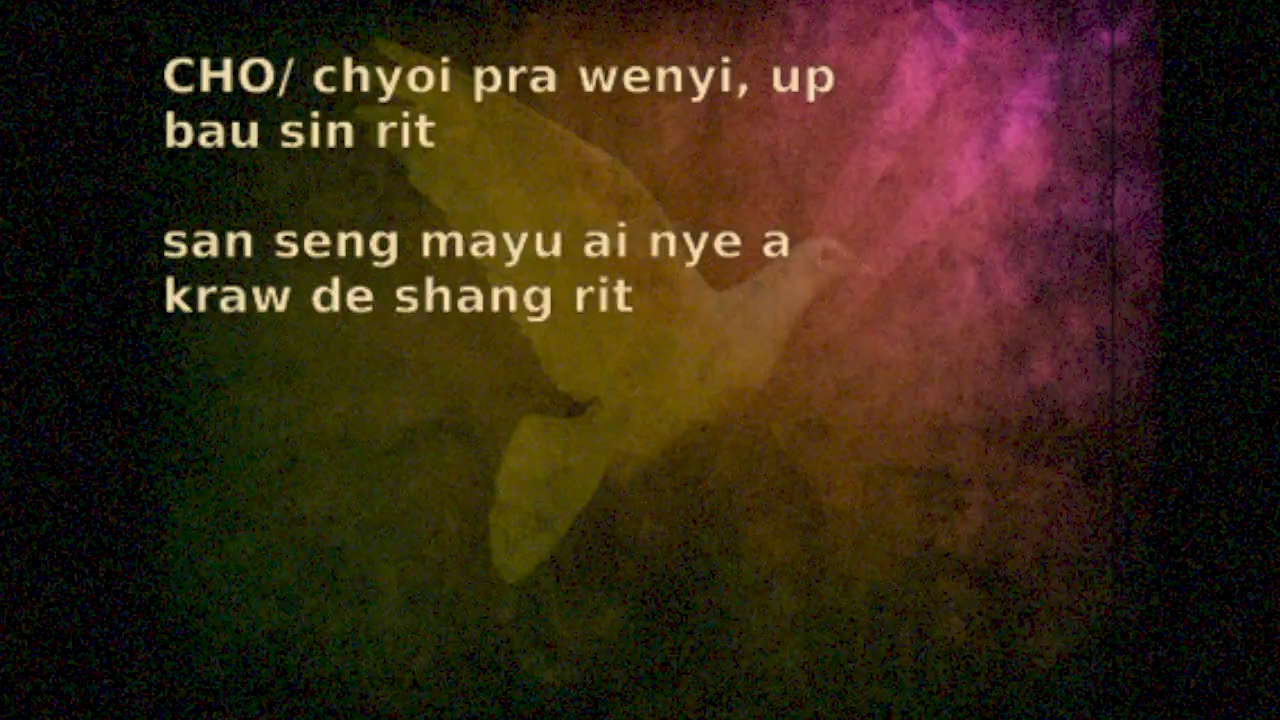 CHO/ chyoi pra wenyi, up
bau sin rit
san seng mayu ai nye a
kraw de shang rit